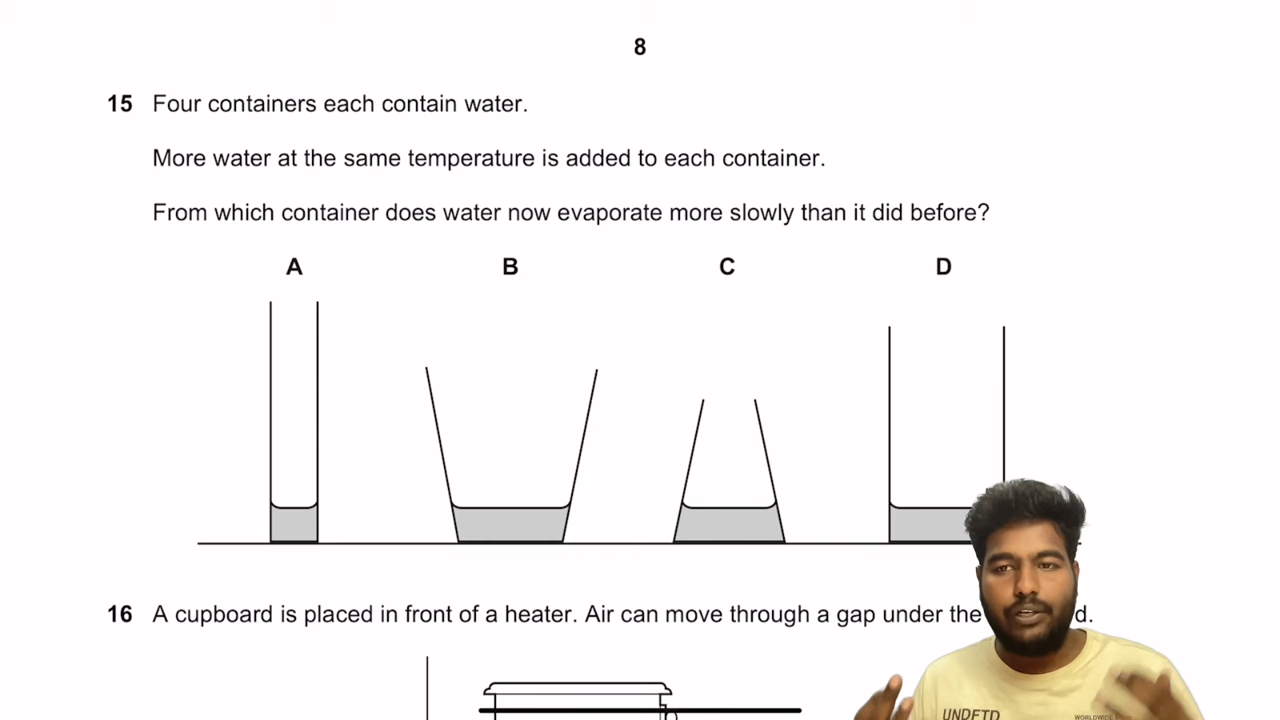 8
15 Four containers each contain water.
More water at the same temperature is added to each container.
From which container does water now evaporate more slowly than it did before?
A B C D
16 A cupboard is placed in front of a heater. Air can move through a gap under the d.
UNDFTD
WORLDWIDE